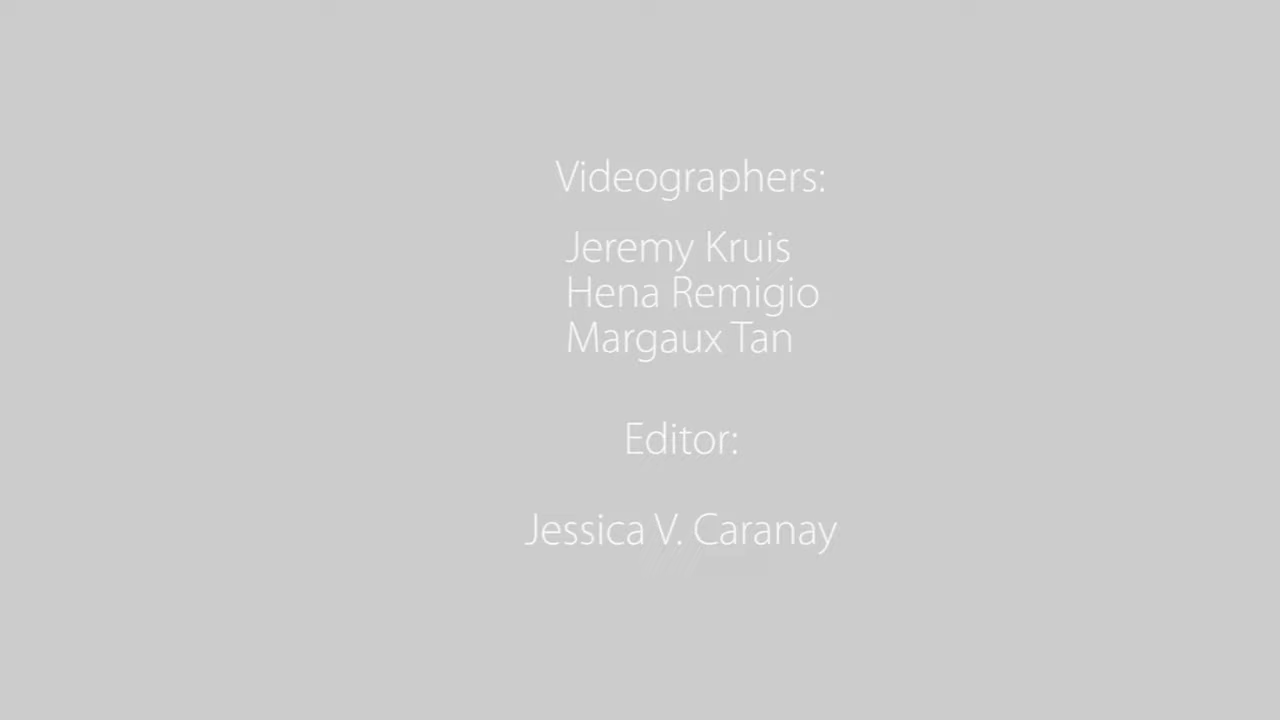 Videographers:
Jeremy Kruis
Hena Remigio
Margaux Tan
Editor:
Jessica V. Caranay